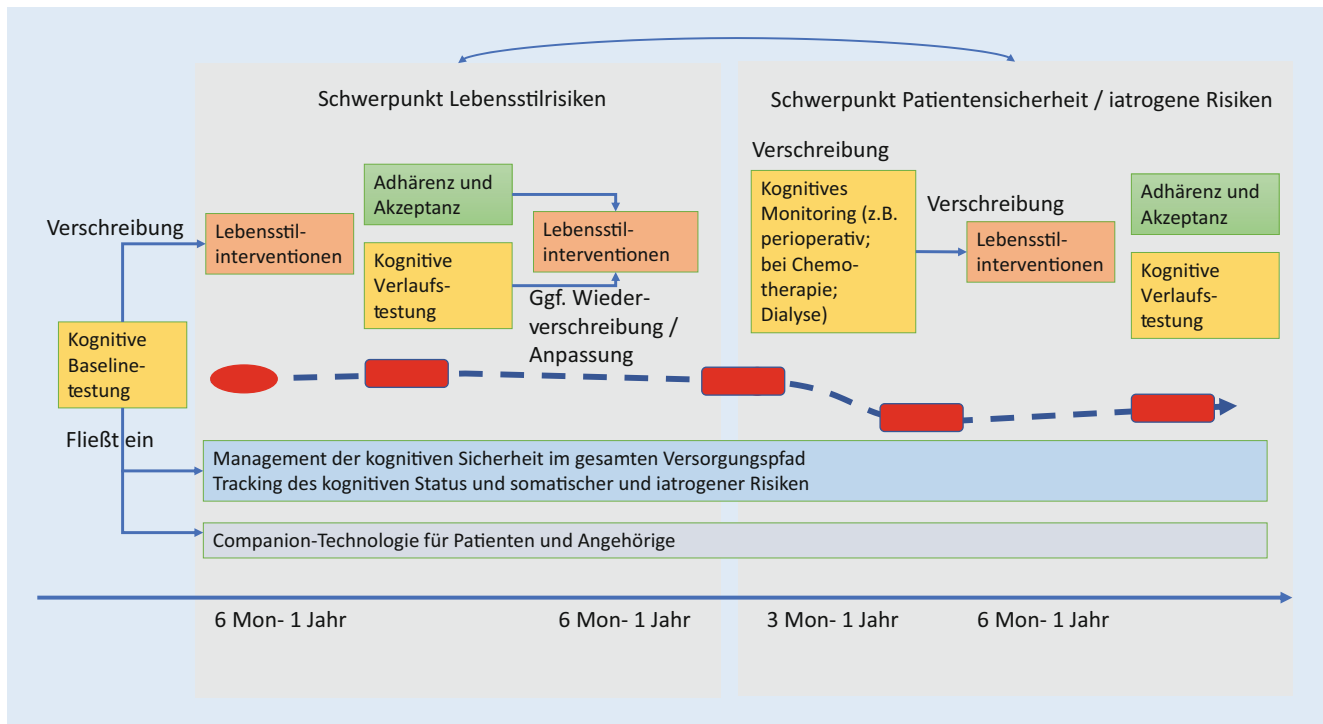 Schwerpunkt Lebensstilrisiken
Schwerpunkt Patientensicherheit / iatrogene Risiken
Verschreibung
Kognitive
Baseline-
testung
Fließt ein
Lebensstil-
interventionen
Adhärenz und
Akzeptanz
Kognitive
Verlaufs-
testung
Lebensstil-
interventionen
Ggf. Wieder-
verschreibung /
Anpassung
Verschreibung
Kognitives
Monitoring (z.B.
perioperativ;
bei Chemo-
therapie;
Dialyse)
Verschreibung
Lebensstil-
interventionen
Adhärenz und
Akzeptanz
Kognitive
Verlaufs-
testung
Management der kognitiven Sicherheit im gesamten Versorgungspfad
Tracking des kognitiven Status und somatischer und iatrogener Risiken
Companion-Technologie für Patienten und Angehörige
6 Mon- 1 Jahr
6 Mon- 1 Jahr
3 Mon- 1 Jahr
6 Mon- 1 Jahr